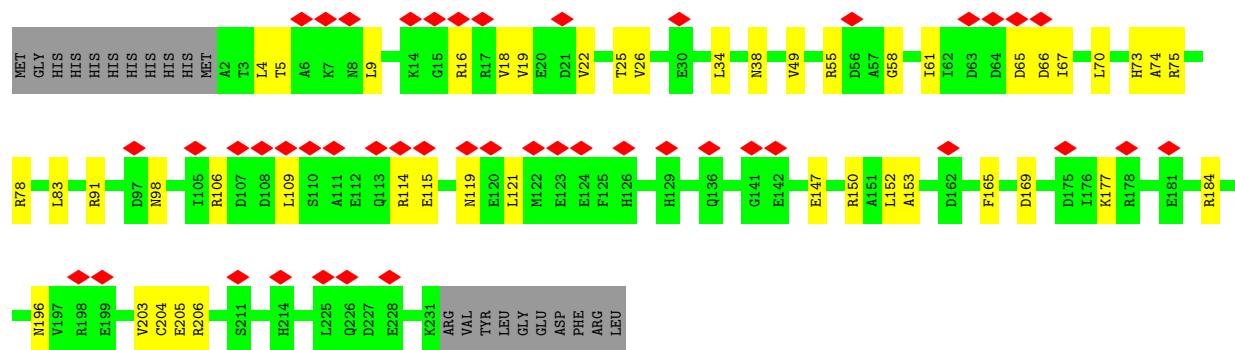 MET GLY HIS HIS HIS HIS HIS HIS HIS HIS MET A2 T3 L4 T5 A6 K7 N8 L9 K14 G15 R16 R17 V18 V19 E20 D21 V22 T25 V26 E30 L34 N38 V49 R55 D56 A57 G58 I61 I62 D63 D64 D65 D66 I67 L70 H73 A74 R75
R78 L83 R91 D97 N98 I105 R106 D107 D108 L109 S110 A111 E112 Q113 R114 E115 N119 E120 L121 M122 E123 E124 F125 H126 H129 Q136 G141 E142 E147 R150 A151 L152 A153 D162 F165 D169 D175 I176 K177 R178 E181 R184
N196 V197 R198 E199 V203 C204 E205 R206 S211 H214 L225 Q226 D227 E228 K231 ARG VAL TYR LEU GLY GLU ASP PHE ARG LEU